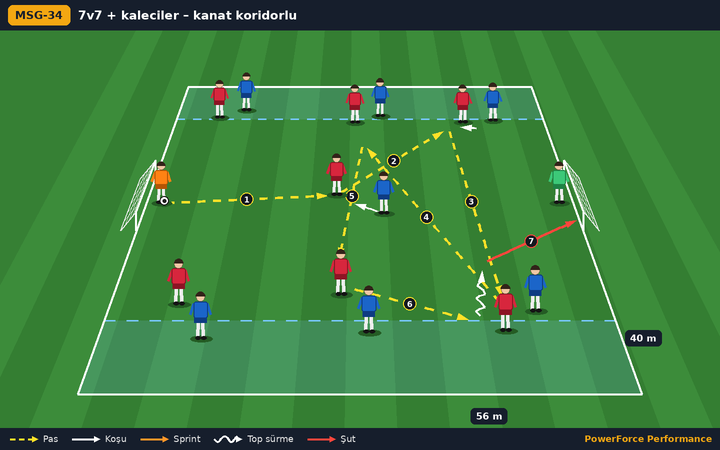 MSG-34 7v7 + kaleciler – kanat koridorlu
2
1
5
3
4
7
6
40 m
56 m
Pas Koşu Sprint Top sürme Şut PowerForce Performance